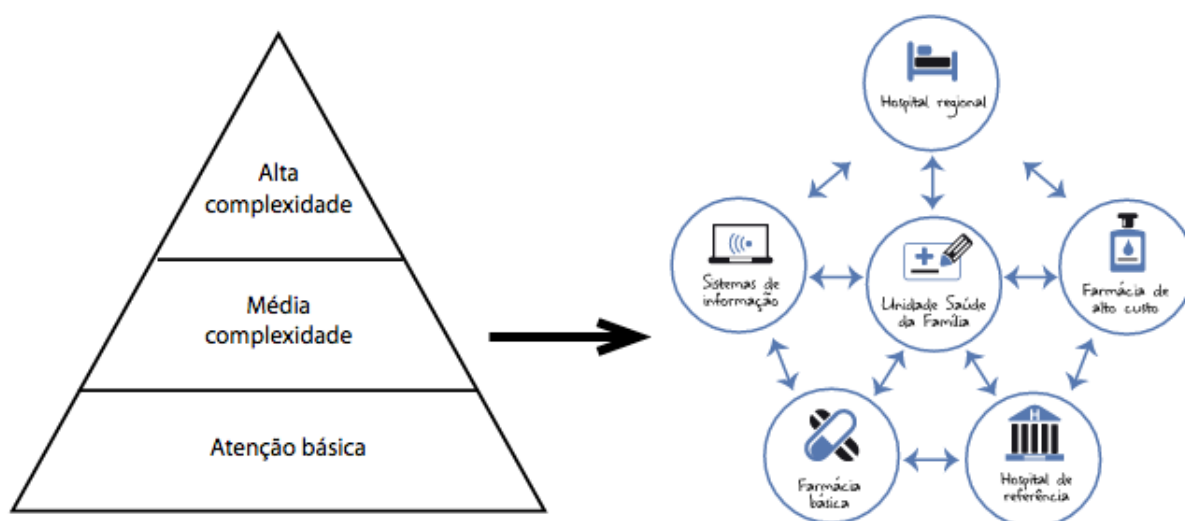 Alta
complexidade
Média
complexidade
Atenção básica
Hospital regional
Sistemas de
informação
Unidade Saúde
da Família
Farmácia de
alto custo
Farmácia
básica
H
Hospital de
referência